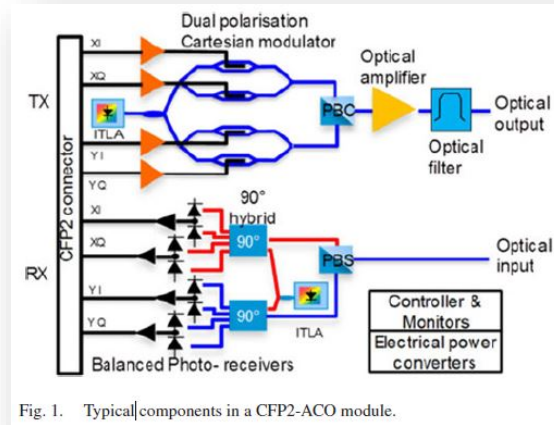 Dual polarisation
Cartesian modulator
Optical
amplifier
XI
XQ
TX
ITLA
PBC
Optical
output
Optical
filter
YI
YQ
CFP2 connector
90°
hybrid
XI
90°
XQ
Optical
input
PBS
RX
YI
YQ
90°
ITLA
Controller &
Monitors
Electrical power
converters
Balanced Photo- receivers
Fig. 1. Typical components in a CFP2-ACO module.